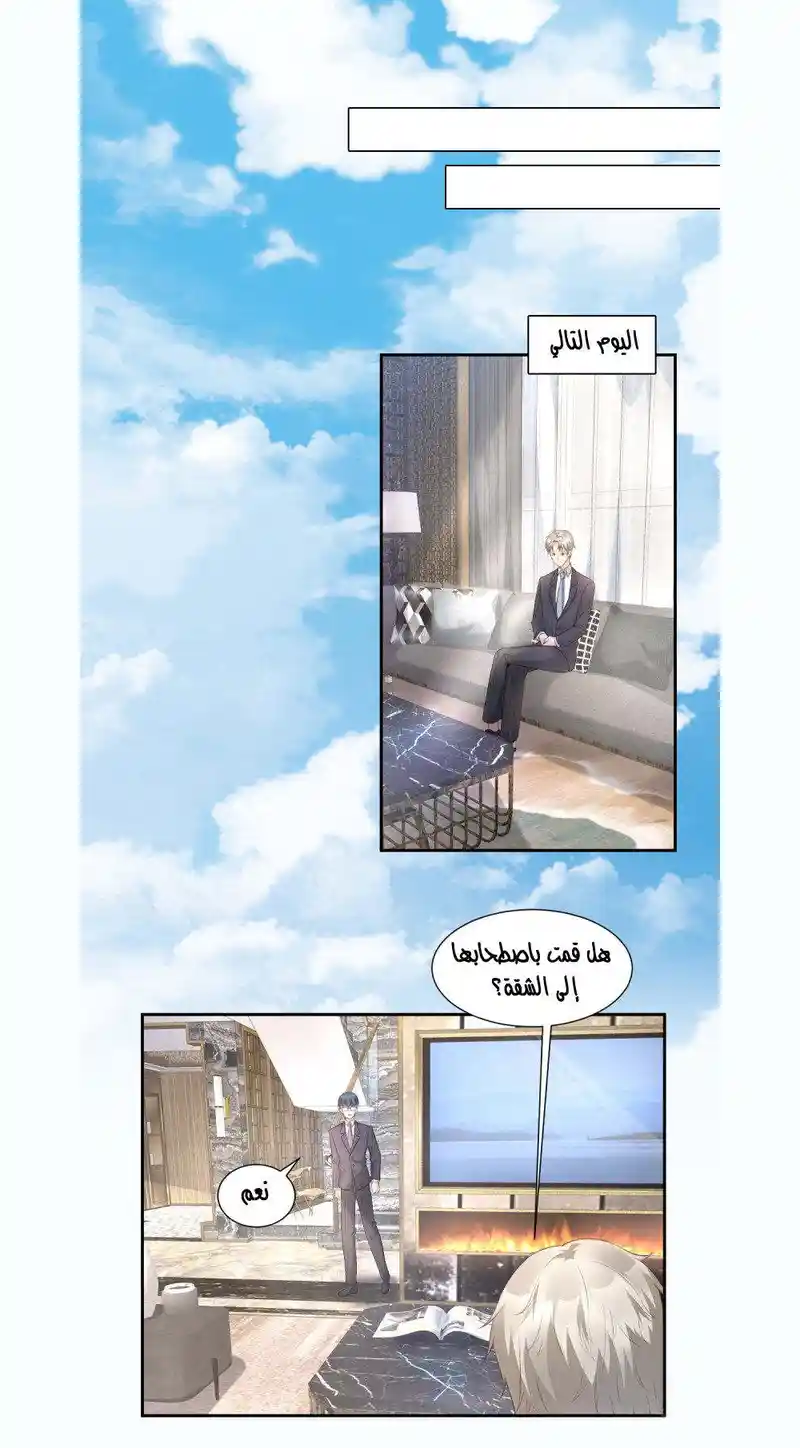 اليوم التالي
هل قمت باصطحابها
إلى الشقة؟
نعم